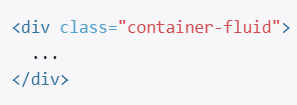 <div class="container-fluid">
  ...
</div>